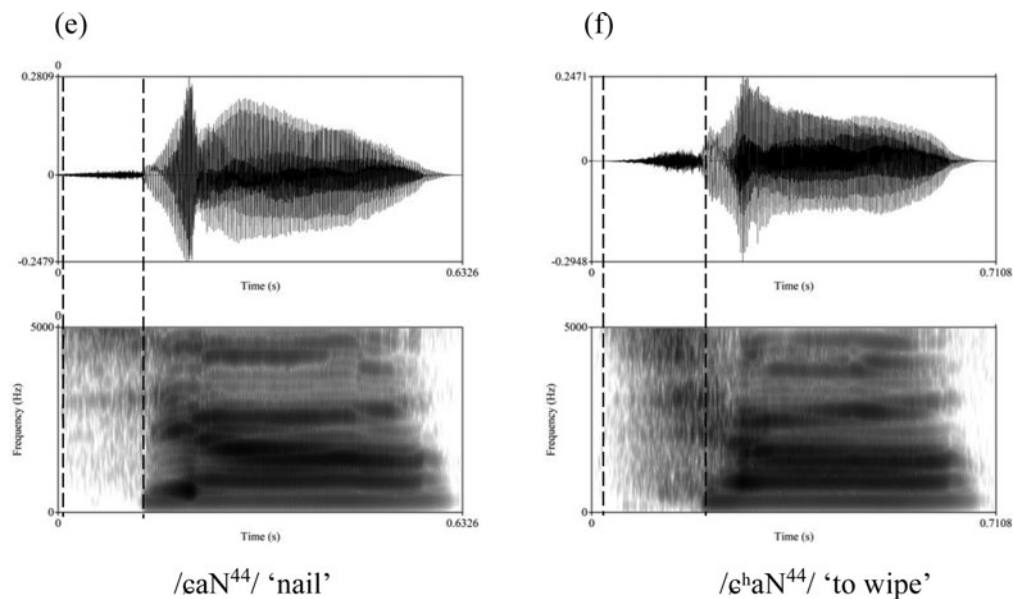 (e)
(f)
0
0.2809
0
-0.2479
0
0.6326
Time (s)
0.2471
0
-0.2948
0
0.7108
Time (s)
0
5000
Frequency (Hz)
0
0
0.6326
Time (s)
5000
Frequency (Hz)
0
0
0.7108
Time (s)
/ɕaN⁴⁴/ ‘nail’
/ɕʰaN⁴⁴/ ‘to wipe’